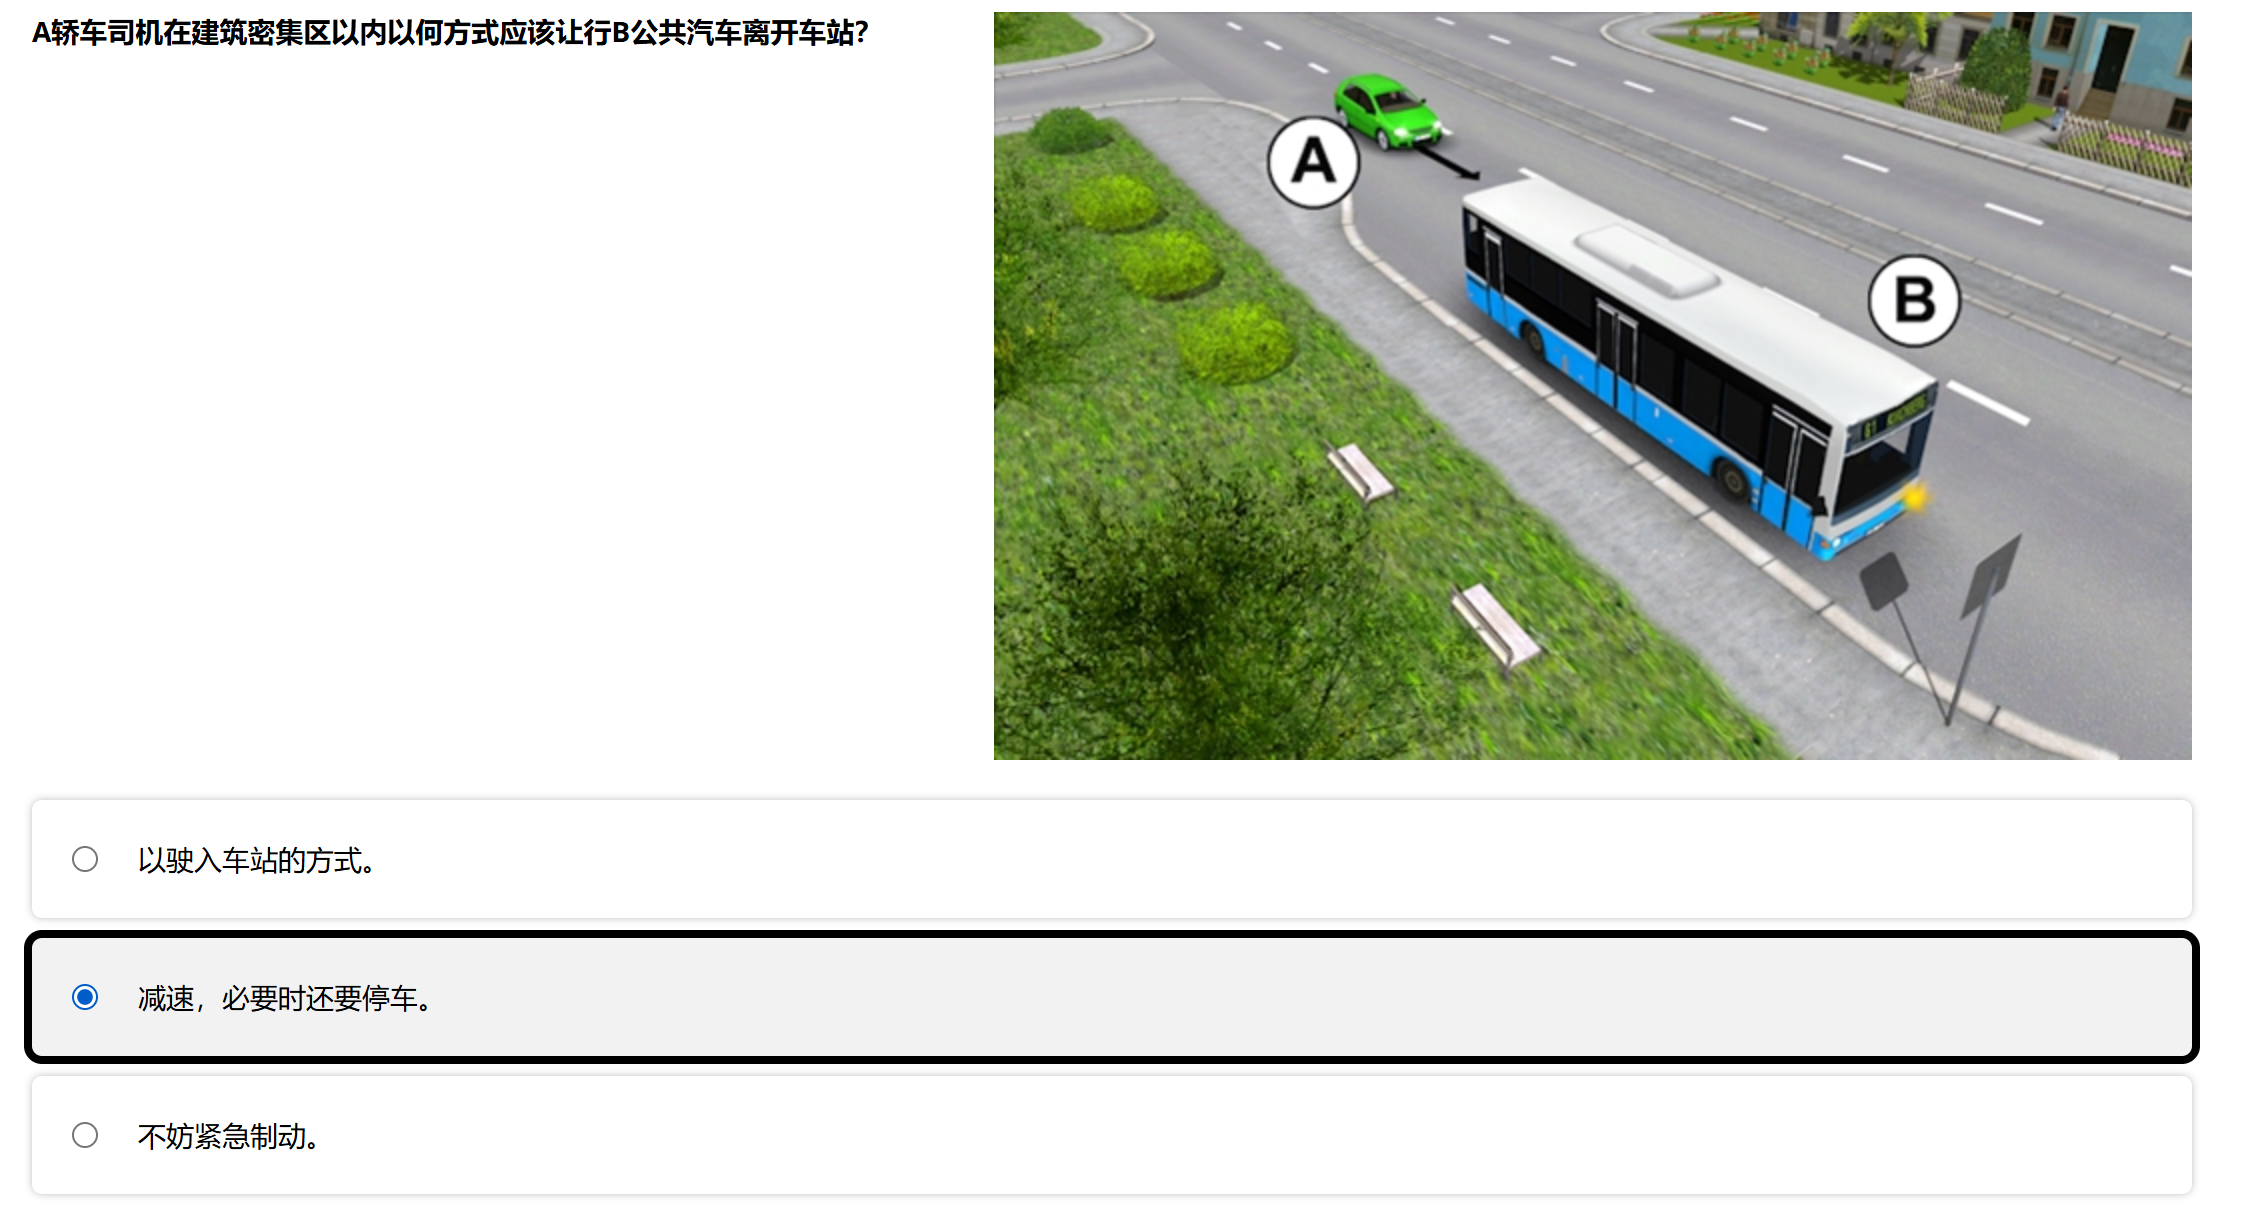 A轿车司机在建筑密集区以内以何方式应该让行B公共汽车离开车站?
A
B
61
以驶入车站的方式。
减速，必要时还要停车。
不妨紧急制动。